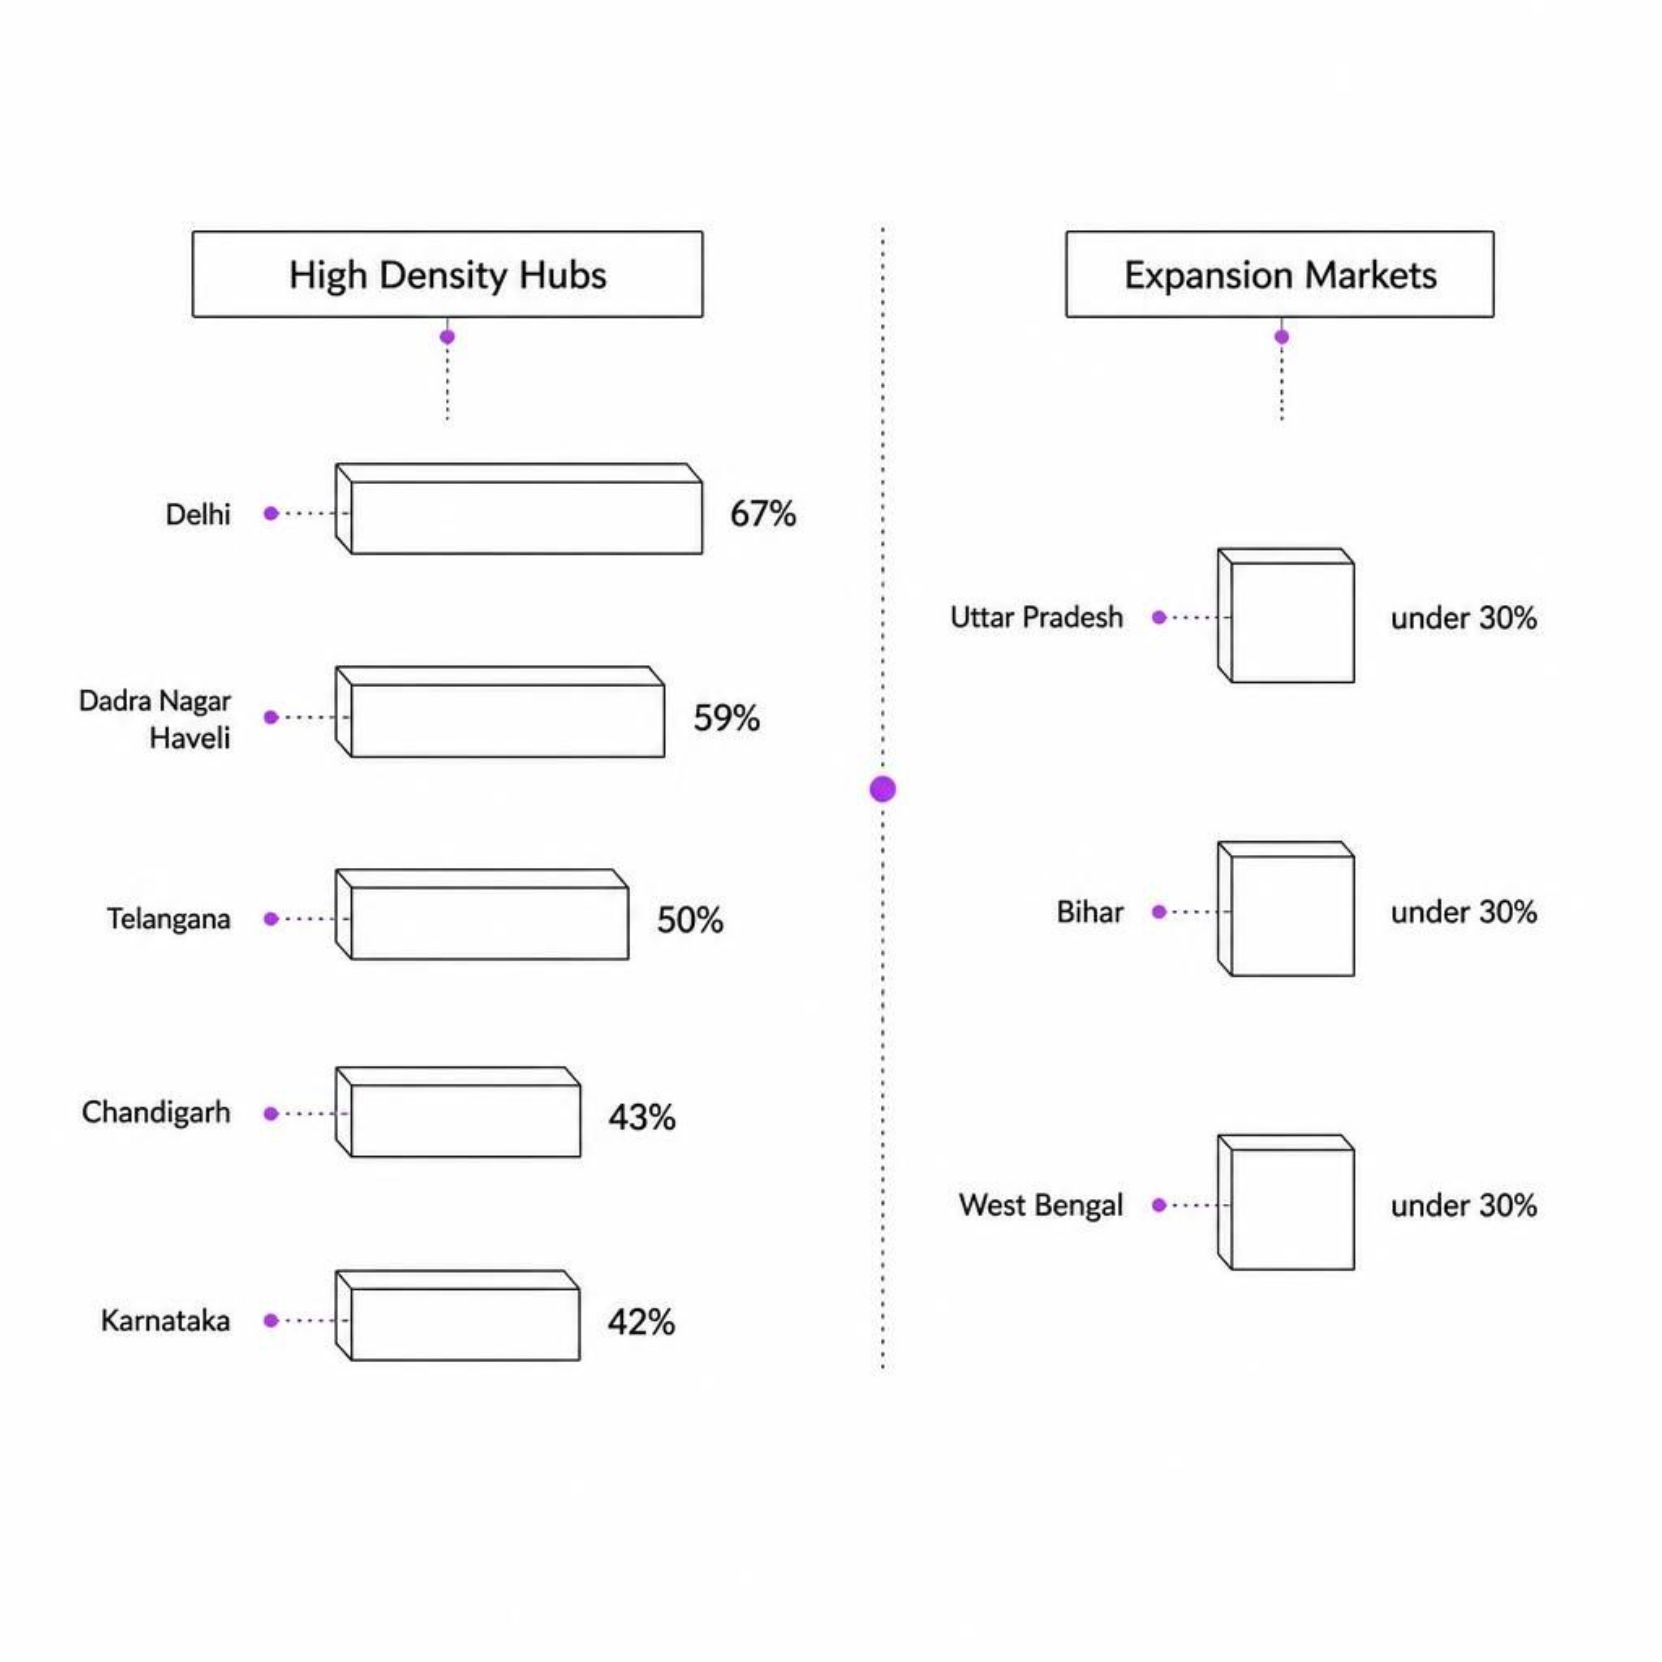 High Density Hubs
Delhi
67%
Dadra Nagar
Haveli
59%
Telangana
50%
Chandigarh
43%
Karnataka
42%
Expansion Markets
Uttar Pradesh
under 30%
Bihar
under 30%
West Bengal
under 30%